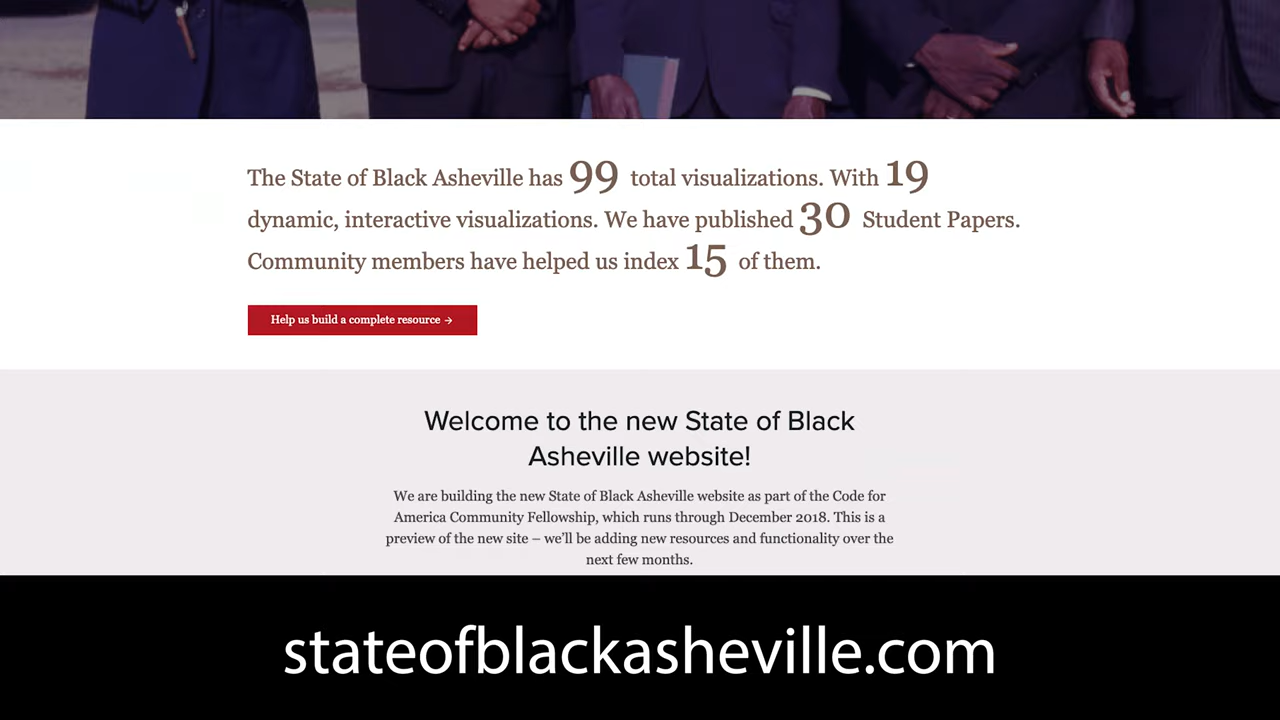 The State of Black Asheville has 99 total visualizations. With 19
dynamic, interactive visualizations. We have published 30 Student Papers.
Community members have helped us index 15 of them.
Help us build a complete resource →
Welcome to the new State of Black
Asheville website!
We are building the new State of Black Asheville website as part of the Code for
America Community Fellowship, which runs through December 2018. This is a
preview of the new site – we'll be adding new resources and functionality over the
next few months.
stateofblackasheville.com